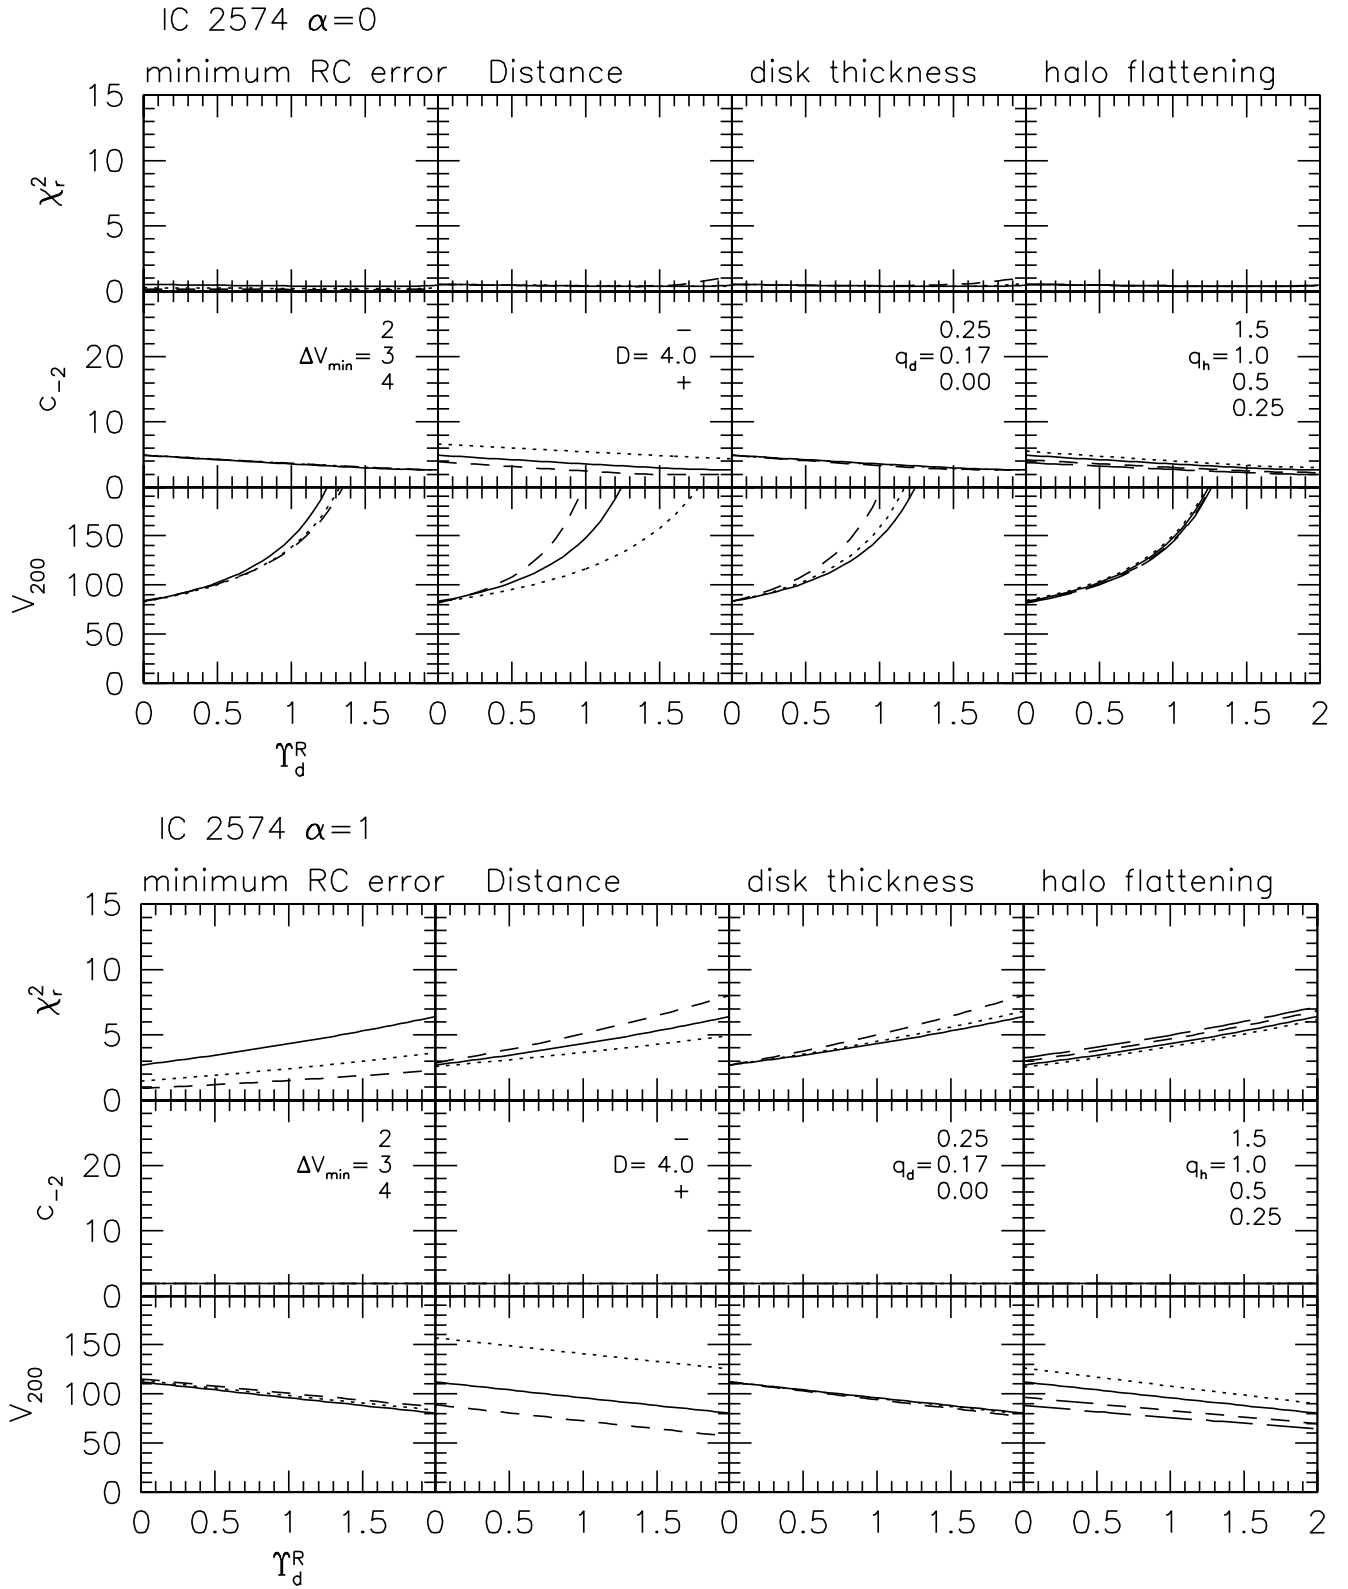 IC 2574 α=0
minimum RC error Distance disk thickness halo flattening
15
10
5
0
χ²ᵣ
20
10
0
c₋₂
2
ΔVmin= 3
4
−
D= 4.0
+
0.25
qd=0.17
0.00
1.5
qh=1.0
0.5
0.25
150
100
50
0
V200
0 0.5 1 1.5 0 0.5 1 1.5 0 0.5 1 1.5 0 0.5 1 1.5 2
ϒᴿd
IC 2574 α=1
minimum RC error Distance disk thickness halo flattening
15
10
5
0
χ²ᵣ
20
10
0
c₋₂
2
ΔVmin= 3
4
−
D= 4.0
+
0.25
qd=0.17
0.00
1.5
qh=1.0
0.5
0.25
150
100
50
0
V200
0 0.5 1 1.5 0 0.5 1 1.5 0 0.5 1 1.5 0 0.5 1 1.5 2
ϒᴿd